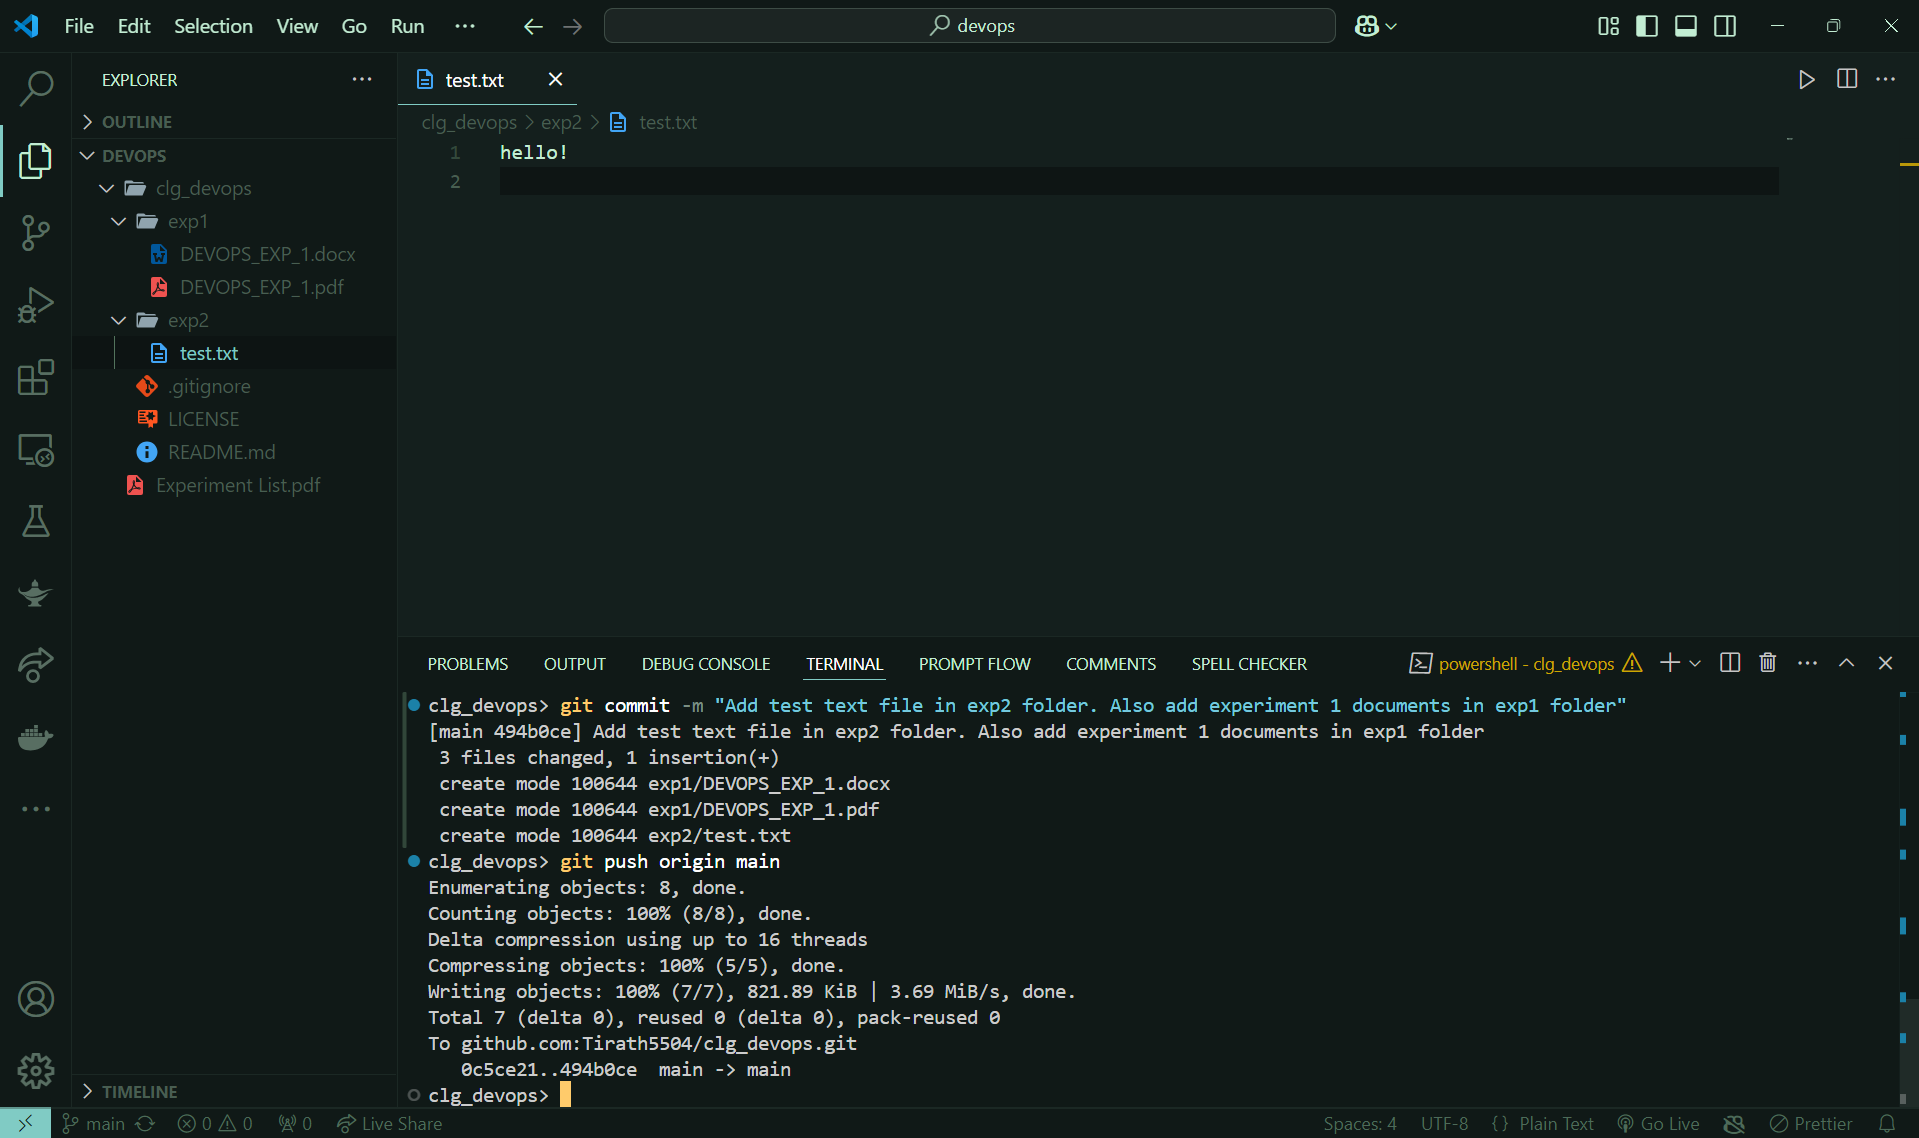 File Edit Selection View Go Run ··· devops
EXPLORER ···
OUTLINE
DEVOPS
clg_devops
exp1
DEVOPS_EXP_1.docx
DEVOPS_EXP_1.pdf
exp2
test.txt
.gitignore
LICENSE
README.md
Experiment List.pdf
TIMELINE
test.txt
clg_devops > exp2 > test.txt
1 hello!
2
PROBLEMS OUTPUT DEBUG CONSOLE TERMINAL PROMPT FLOW COMMENTS SPELL CHECKER powershell - clg_devops
clg_devops> git commit -m "Add test text file in exp2 folder. Also add experiment 1 documents in exp1 folder"
[main 494b0ce] Add test text file in exp2 folder. Also add experiment 1 documents in exp1 folder
3 files changed, 1 insertion(+)
create mode 100644 exp1/DEVOPS_EXP_1.docx
create mode 100644 exp1/DEVOPS_EXP_1.pdf
create mode 100644 exp2/test.txt
clg_devops> git push origin main
Enumerating objects: 8, done.
Counting objects: 100% (8/8), done.
Delta compression using up to 16 threads
Compressing objects: 100% (5/5), done.
Writing objects: 100% (7/7), 821.89 KiB | 3.69 MiB/s, done.
Total 7 (delta 0), reused 0 (delta 0), pack-reused 0
To github.com:Tirath5504/clg_devops.git
0c5ce21..494b0ce main -> main
clg_devops>
main 0 0 0 Live Share Spaces: 4 UTF-8 {} Plain Text Go Live Prettier